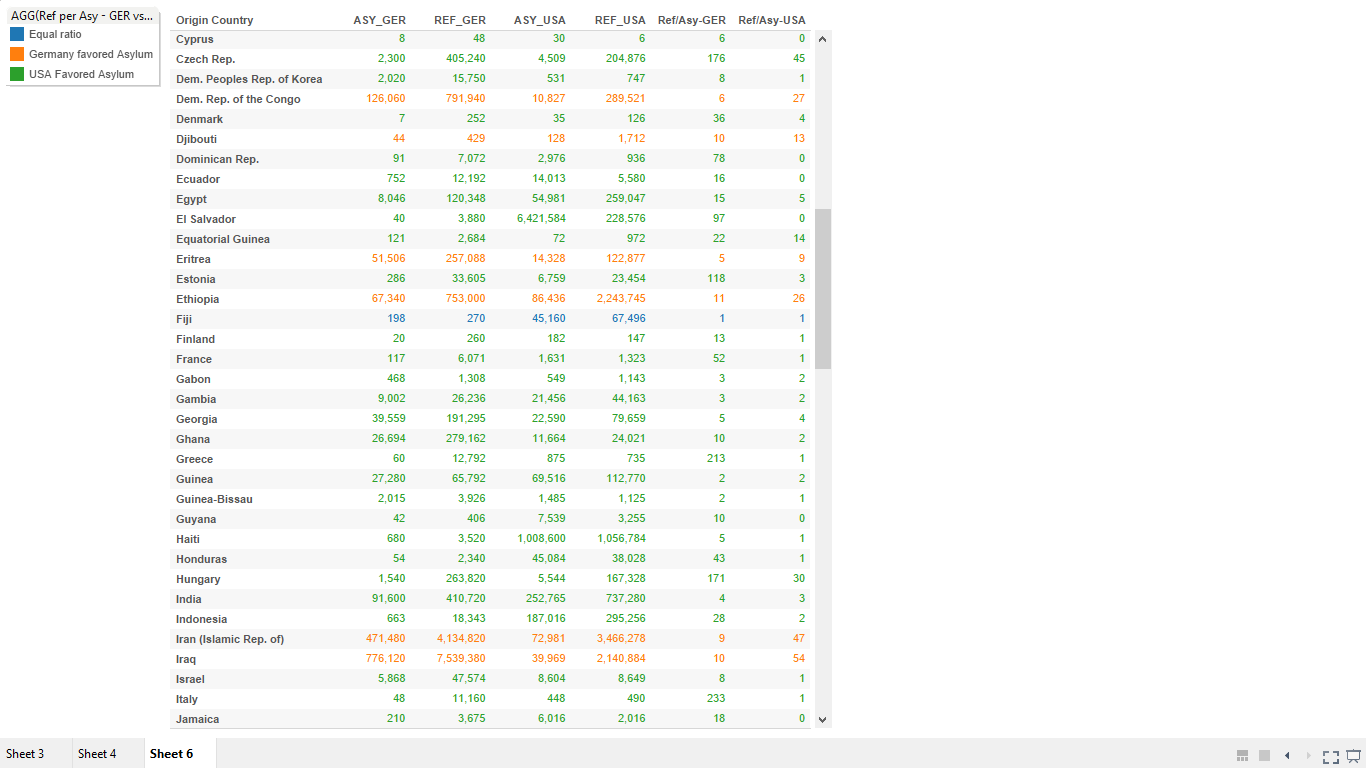 AGG(Ref per Asy - GER vs...
Equal ratio
Germany favored Asylum
USA Favored Asylum
Origin Country ASY_GER REF_GER ASY_USA REF_USA Ref/Asy-GER Ref/Asy-USA
Cyprus 8 48 30 6 6 0
Czech Rep. 2,300 405,240 4,509 204,876 176 45
Dem. Peoples Rep. of Korea 2,020 15,750 531 747 8 1
Dem. Rep. of the Congo 126,060 791,940 10,827 289,521 6 27
Denmark 7 252 35 126 36 4
Djibouti 44 429 128 1,712 10 13
Dominican Rep. 91 7,072 2,976 936 78 0
Ecuador 752 12,192 14,013 5,580 16 0
Egypt 8,046 120,348 54,981 259,047 15 5
El Salvador 40 3,880 6,421,584 228,576 97 0
Equatorial Guinea 121 2,684 72 972 22 14
Eritrea 51,506 257,088 14,328 122,877 5 9
Estonia 286 33,605 6,759 23,454 118 3
Ethiopia 67,340 753,000 86,436 2,243,745 11 26
Fiji 198 270 45,160 67,496 1 1
Finland 20 260 182 147 13 1
France 117 6,071 1,631 1,323 52 1
Gabon 468 1,308 549 1,143 3 2
Gambia 9,002 26,236 21,456 44,163 3 2
Georgia 39,559 191,295 22,590 79,659 5 4
Ghana 26,694 279,162 11,664 24,021 10 2
Greece 60 12,792 875 735 213 1
Guinea 27,280 65,792 69,516 112,770 2 2
Guinea-Bissau 2,015 3,926 1,485 1,125 2 1
Guyana 42 406 7,539 3,255 10 0
Haiti 680 3,520 1,008,600 1,056,784 5 1
Honduras 54 2,340 45,084 38,028 43 1
Hungary 1,540 263,820 5,544 167,328 171 30
India 91,600 410,720 252,765 737,280 4 3
Indonesia 663 18,343 187,016 295,256 28 2
Iran (Islamic Rep. of) 471,480 4,134,820 72,981 3,466,278 9 47
Iraq 776,120 7,539,380 39,969 2,140,884 10 54
Israel 5,868 47,574 8,604 8,649 8 1
Italy 48 11,160 448 490 233 1
Jamaica 210 3,675 6,016 2,016 18 0
Sheet 3 Sheet 4 Sheet 6